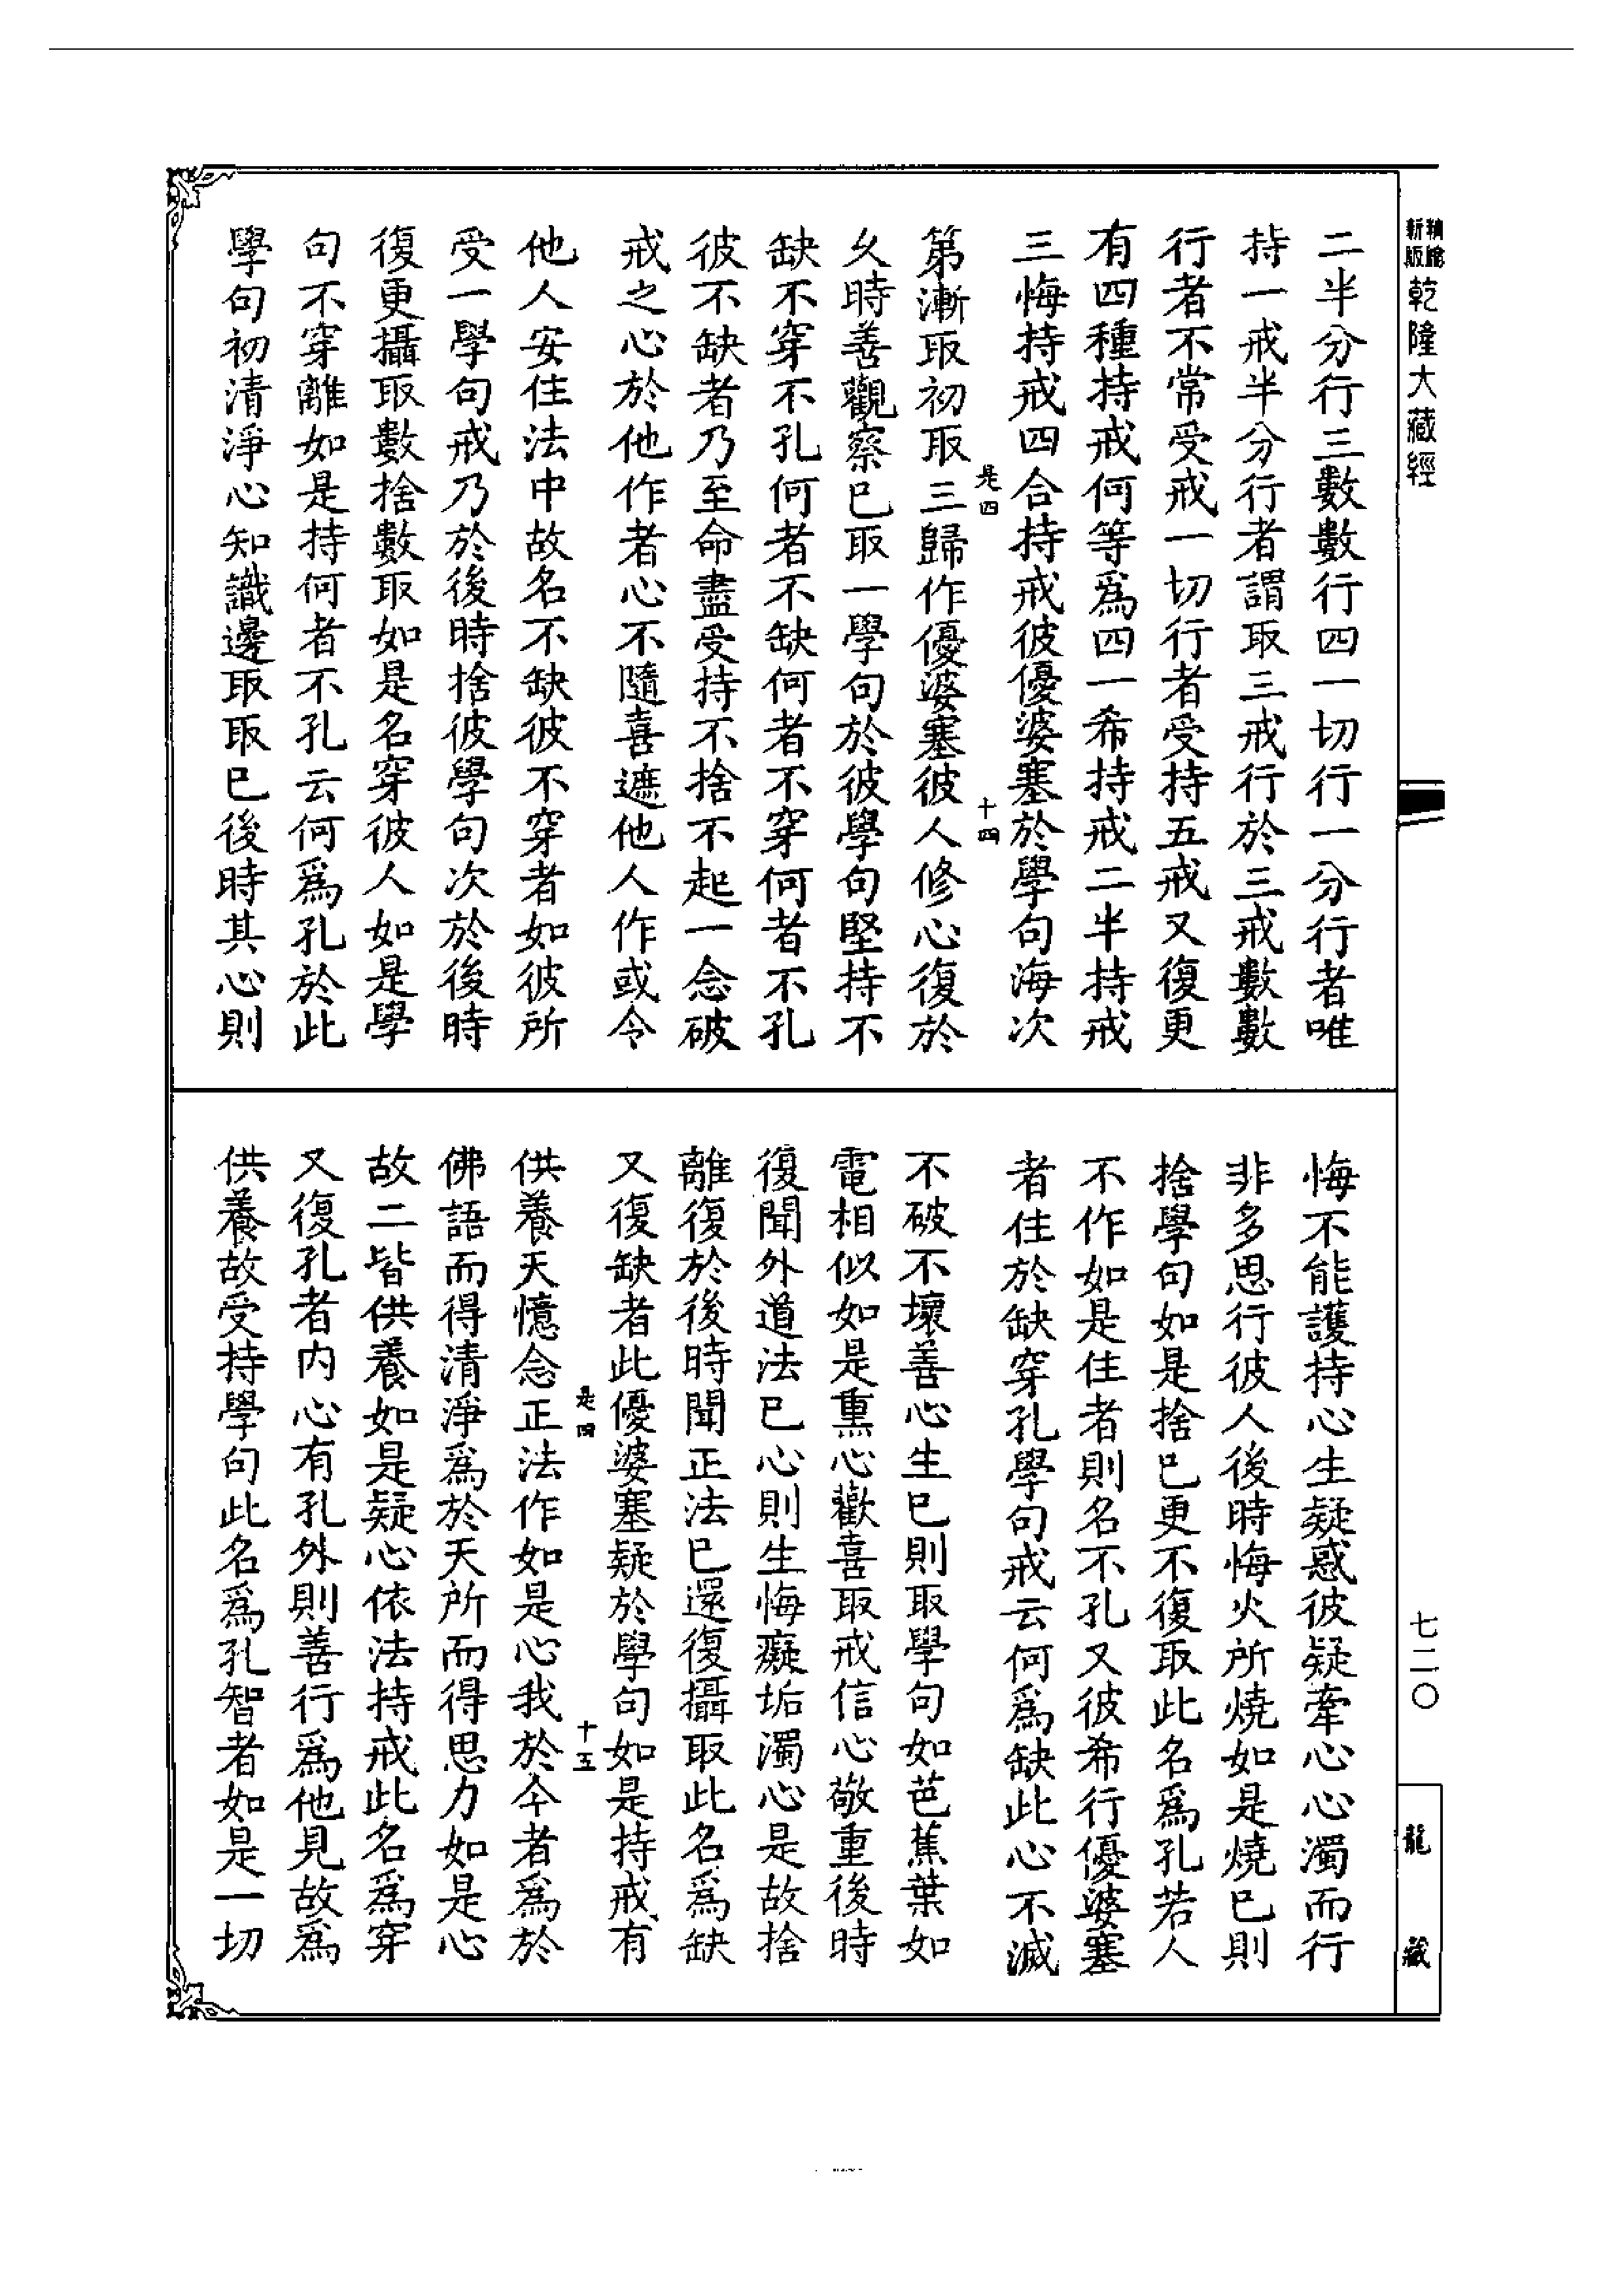 精縮
新版
乾隆大藏經
二半分行三數數行四一切行一分行者唯
持一戒半分行者謂取三戒行於三戒數數
行者不常受戒一切行者受持五戒又復更
有四種持戒何等爲四一希持戒二半持戒
三悔持戒四合持戒彼優婆塞於學句海次
是四
十四
第漸取初取三歸作優婆塞彼人修心復於
久時善觀察已取一學句於彼學句堅持不
缺不穿不孔何者不缺何者不穿何者不孔
彼不缺者乃至命盡受持不捨不起一念破
戒之心於他作者心不隨喜遮他人作或令
他人安住法中故名不缺彼不穿者如彼所
受一學句戒乃於後時捨彼學句次於後時
復更攝取數捨數取如是名穿彼人如是學
句不穿離如是持何者不孔云何爲孔於此
學句初清淨心知識邊取取已後時其心則
悔不能護持心生疑惑彼疑牽心心濁而行
非多思行彼人後時悔火所燒如是燒已則
捨學句如是捨已更不復取此名爲孔若人
不作如是住者則名不孔又彼希行優婆塞
者住於缺穿孔學句戒云何爲缺此心不滅
不破不壞善心生已則取學句如芭蕉葉如
電相似如是熏心歡喜取戒信心敬重後時
復聞外道法已心則生悔癡垢濁心是故捨
離復於後時聞正法已還復攝取此名爲缺
又復缺者此優婆塞疑於學句如是持戒有
是四
十五
供養天憶念正法作如是心我於今者爲於
佛語而得清淨爲於天所而得思力如是心
故二皆供養如是疑心依法持戒此名爲穿
又復孔者内心有孔外則善行爲他見故爲
供養故受持學句此名爲孔智者如是一切
七二〇
龍藏